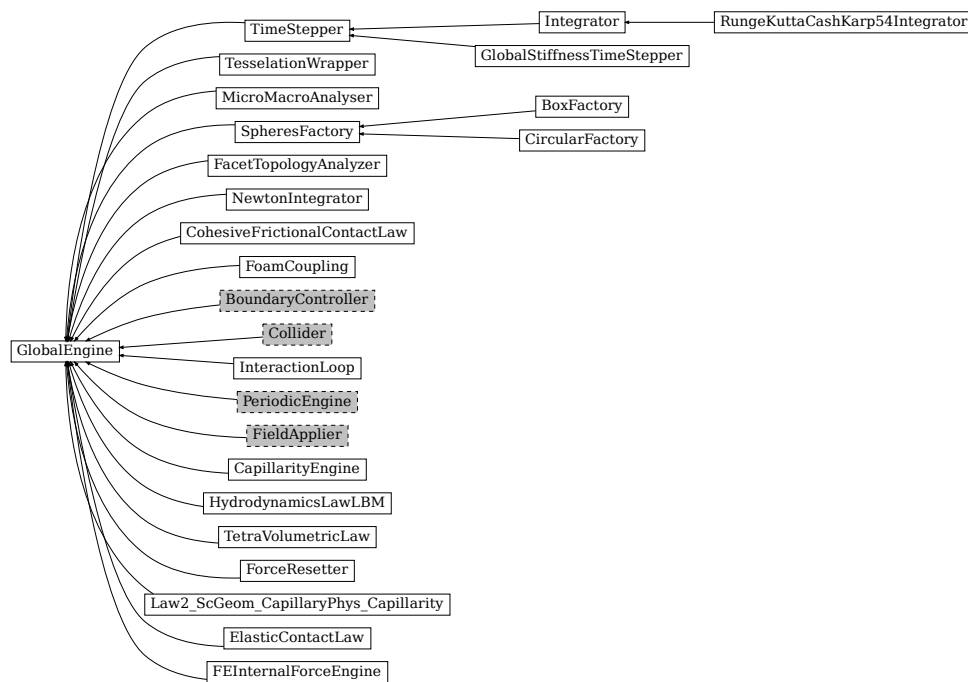 TimeStepper
Integrator
RungeKuttaCashKarp54Integrator
GlobalStiffnessTimeStepper
TesselationWrapper
MicroMacroAnalyser
SpheresFactory
BoxFactory
CircularFactory
FacetTopologyAnalyzer
NewtonIntegrator
CohesiveFrictionalContactLaw
FoamCoupling
BoundaryController
Collider
GlobalEngine
InteractionLoop
PeriodicEngine
FieldApplier
CapillarityEngine
HydrodynamicsLawLBM
TetraVolumetricLaw
ForceResetter
Law2_ScGeom_CapillaryPhys_Capillarity
ElasticContactLaw
FEInternalForceEngine